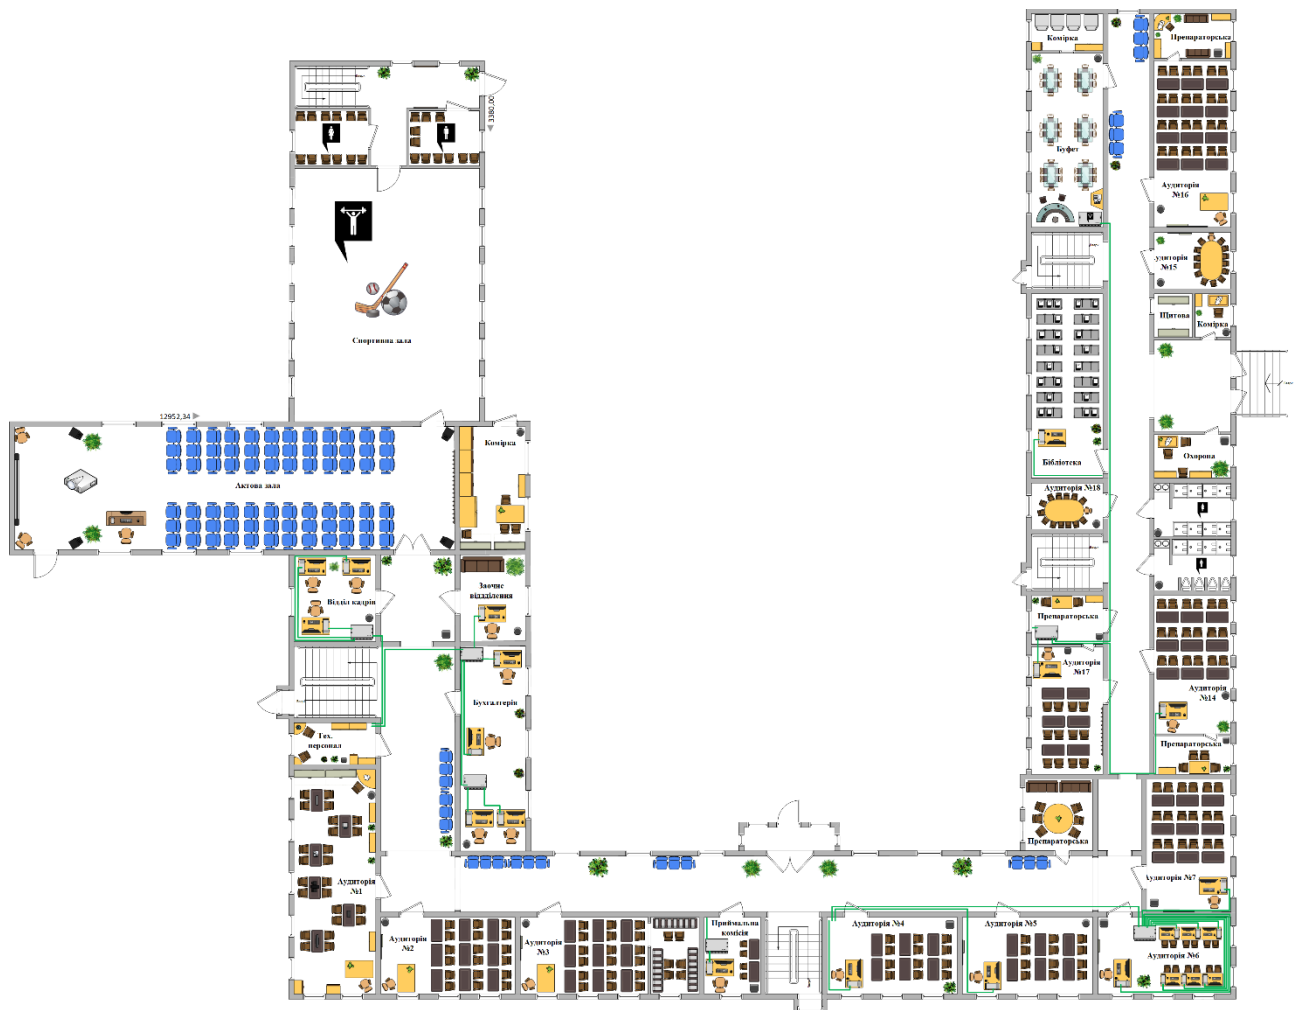 Комірка
Препараторська
3380,00
Буфет
Аудиторія
№16
.удиторія
№15
Щитова
Комірка
Спортивна зала
12952,34
Комірка
Актова зала
Охорона
Бібліотека
Аудиторія №18
Відділ кадрів
Заочне
відділення
Препараторська
Аудиторія
№17
Аудиторія
№14
Бухгалтерія
Тех.
персонал
Препараторська
Препараторська
Аудиторія
№1
Аудиторія №7
Аудиторія
№2
Аудиторія
№3
Приймальна
комісія
Аудиторія №4
Аудиторія №5
Аудиторія №6